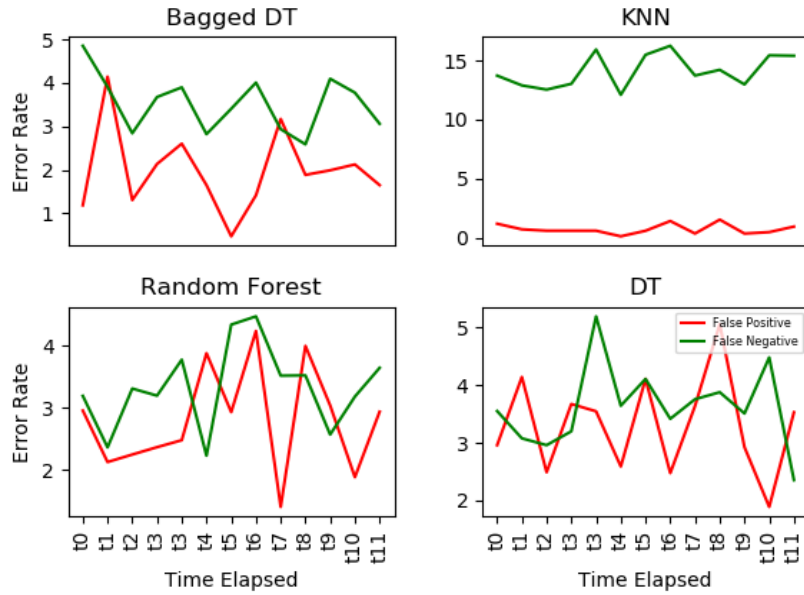 Bagged DT
KNN
Error Rate
5
4
3
2
1
15
10
5
0
Random Forest
DT
Error Rate
4
3
2
5
4
3
2
False Positive
False Negative
t0 t1 t2 t3 t3 t4 t5 t6 t7 t8 t9 t10 t11
t0 t1 t2 t3 t3 t4 t5 t6 t7 t8 t9 t10 t11
Time Elapsed
Time Elapsed